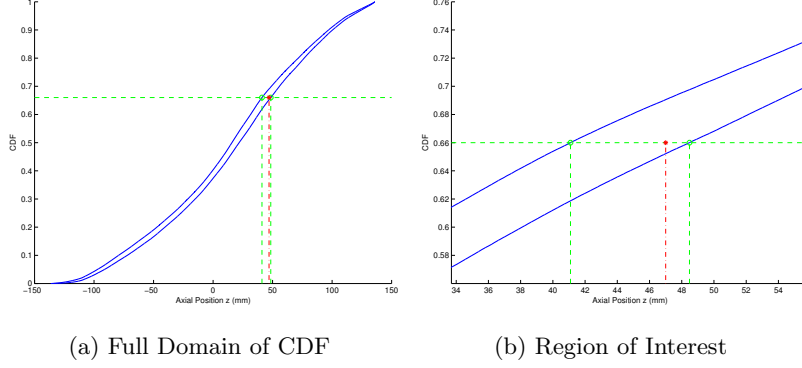 1
0.9
0.8
0.7
0.6
0.5
0.4
0.3
0.2
0.1
0
CDF
−150 −100 −50 0 50 100 150
Axial Position z (mm)
(a) Full Domain of CDF
0.76
0.74
0.72
0.7
0.68
0.66
0.64
0.62
0.6
0.58
CDF
34 36 38 40 42 44 46 48 50 52 54
Axial Position z (mm)
(b) Region of Interest